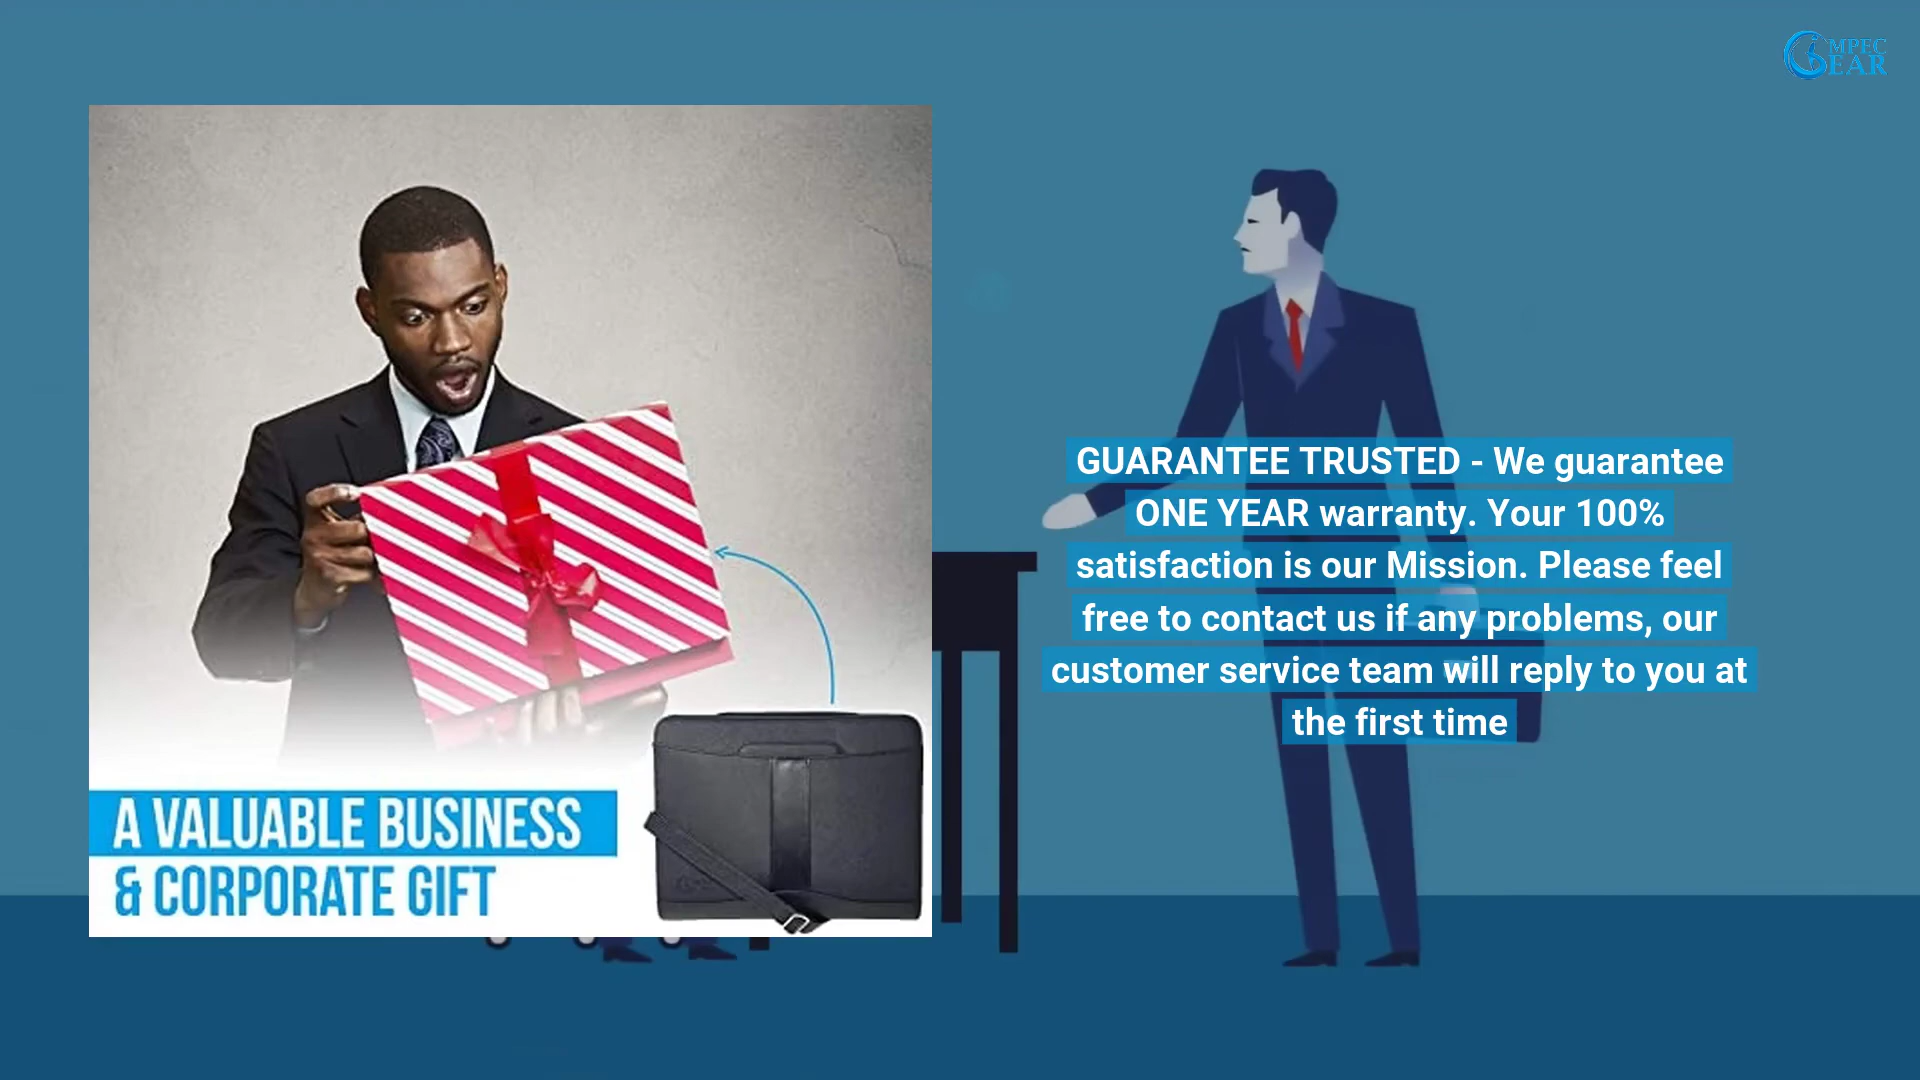 MPEC
GEAR
GUARANTEE TRUSTED - We guarantee
ONE YEAR warranty. Your 100%
satisfaction is our Mission. Please feel
free to contact us if any problems, our
customer service team will reply to you at
the first time
A VALUABLE BUSINESS
& CORPORATE GIFT